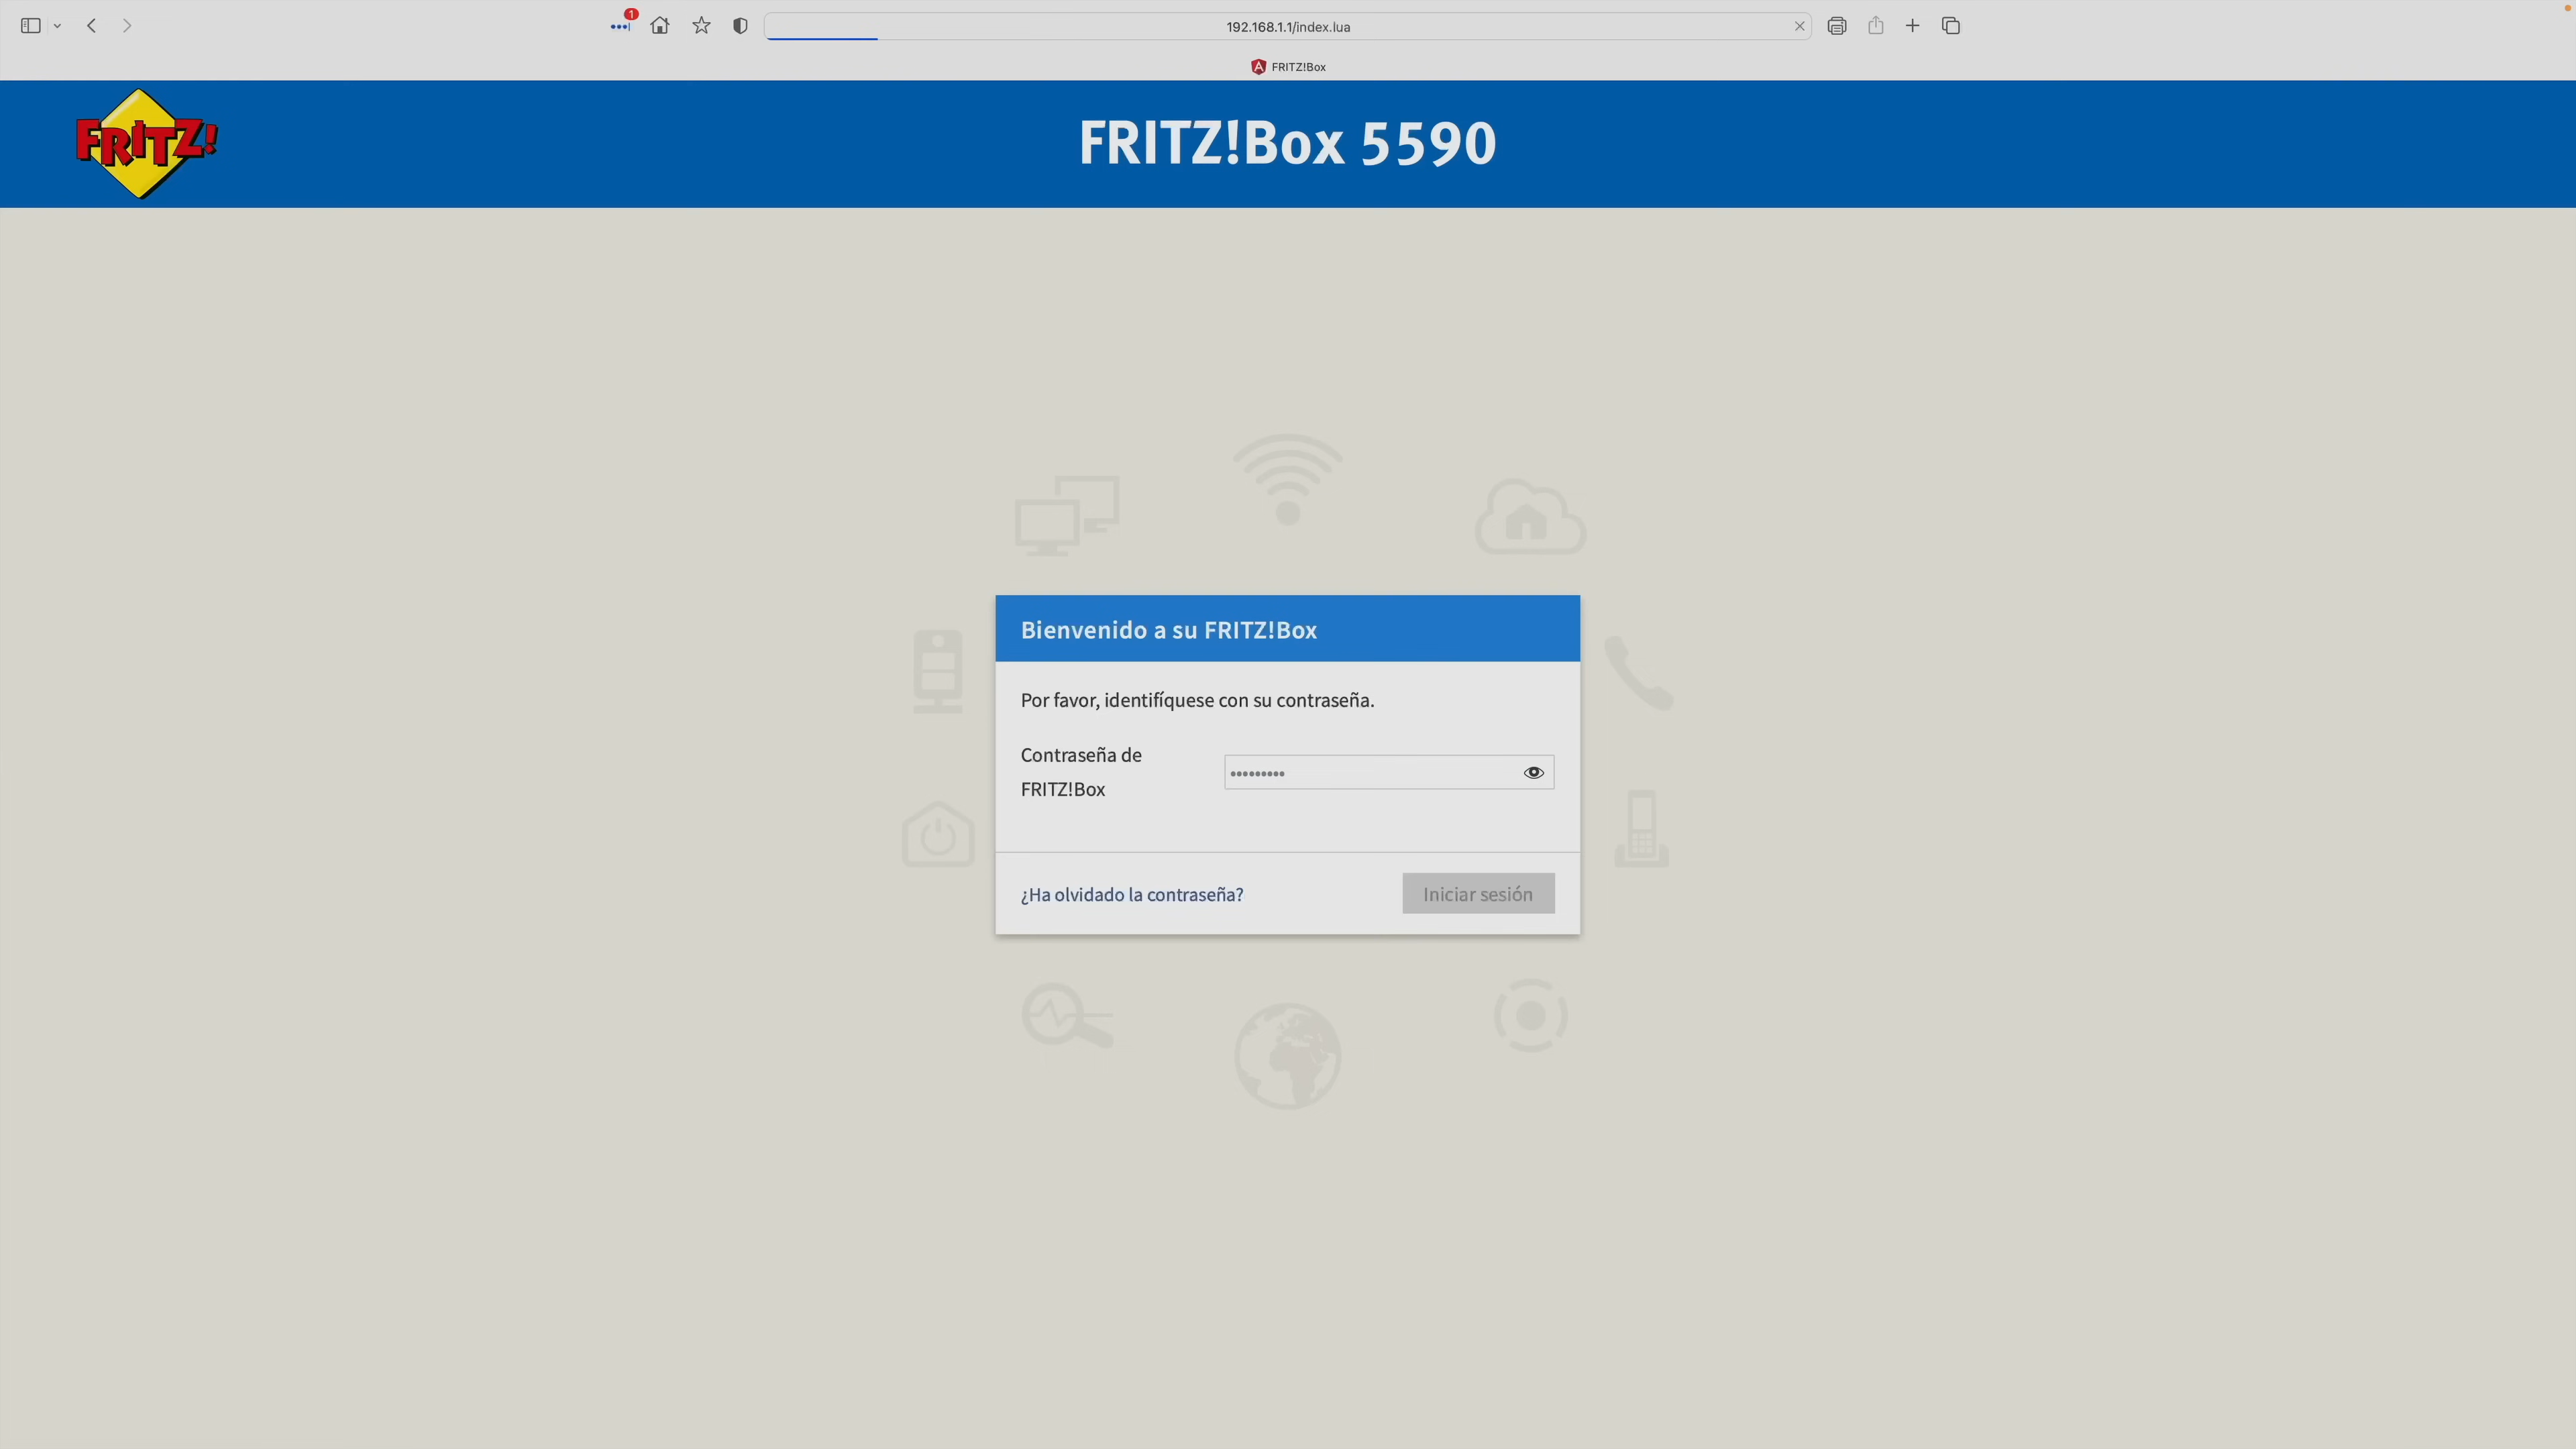 1
192.168.1.1/index.lua
FRITZ!Box
FRITZ!
FRITZ!Box 5590
Bienvenido a su FRITZ!Box
Por favor, identifíquese con su contraseña.
Contraseña de
FRITZ!Box
•••••••••
¿Ha olvidado la contraseña?
Iniciar sesión